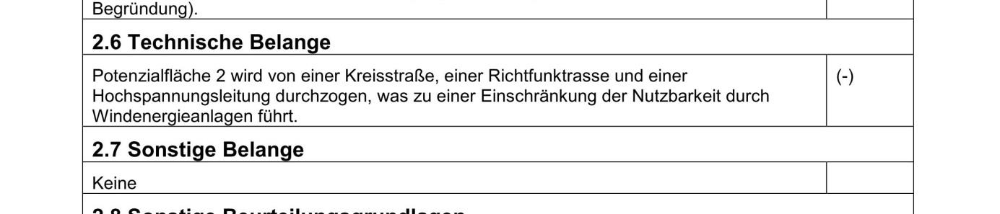 Begründung).
2.6 Technische Belange
Potenzialfläche 2 wird von einer Kreisstraße, einer Richtfunktrasse und einer
(-)
Hochspannungsleitung durchzogen, was zu einer Einschränkung der Nutzbarkeit durch
Windenergieanlagen führt.
2.7 Sonstige Belange
Keine
2.8 Sonstige Beurteilungsgrundlagen